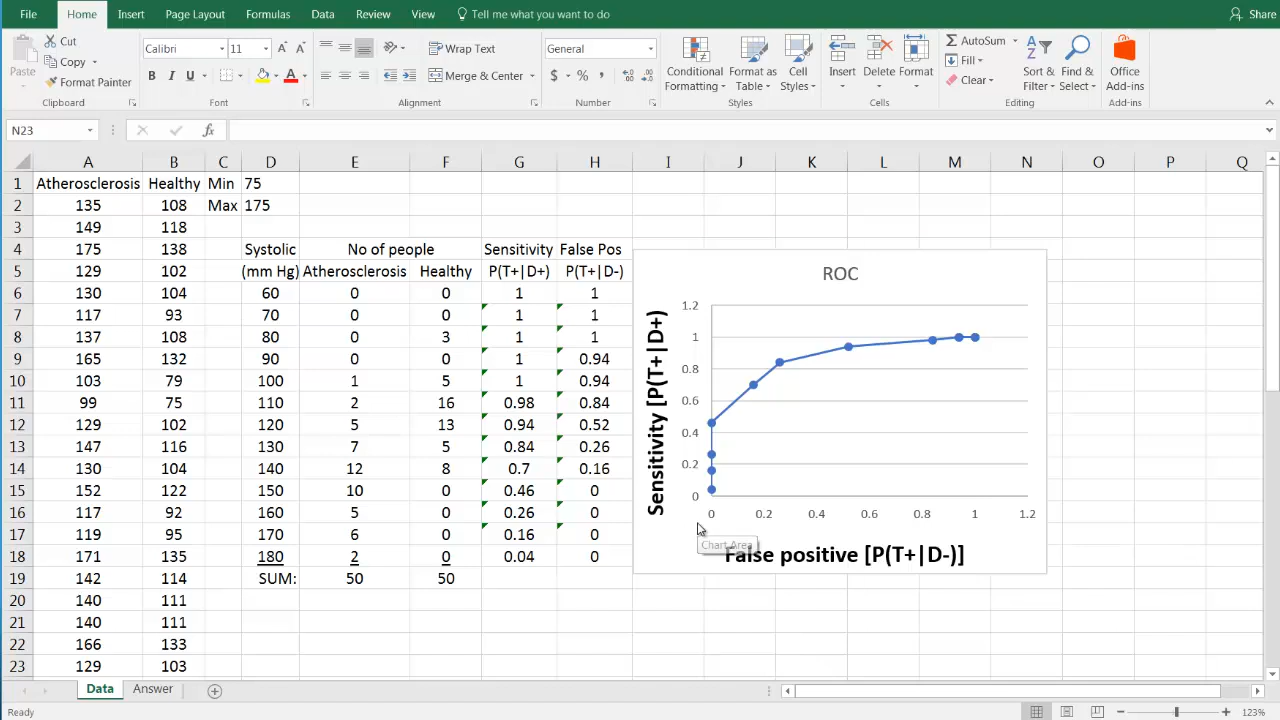 File Home Insert Page Layout Formulas Data Review View Tell me what you want to do Share
Paste Cut Copy Format Painter Clipboard
Calibri 11 A A B I U A Font
Wrap Text Merge & Center Alignment
General $ % , Number
Conditional Formatting Format as Table Cell Styles Styles
Insert Delete Format Cells
AutoSum Fill Clear Sort & Filter Find & Select Editing
Office Add-ins Add-ins
N23 fx
A B C D E F G H I J K L M N O P Q
1 Atherosclerosis Healthy Min 75
2 135 108 Max 175
3 149 118
4 175 138 Systolic No of people Sensitivity False Pos
5 129 102 (mm Hg) Atherosclerosis Healthy P(T+|D+) P(T+|D-)
6 130 104 60 0 0 1 1
7 117 93 70 0 0 1 1
8 137 108 80 0 3 1 1
9 165 132 90 0 0 1 0.94
10 103 79 100 1 5 1 0.94
11 99 75 110 2 16 0.98 0.84
12 129 102 120 5 13 0.94 0.52
13 147 116 130 7 5 0.84 0.26
14 130 104 140 12 8 0.7 0.16
15 152 122 150 10 0 0.46 0
16 117 92 160 5 0 0.26 0
17 119 95 170 6 0 0.16 0
18 171 135 180 2 0 0.04 0
19 142 114 SUM: 50 50
20 140 111
21 140 111
22 166 133
23 129 103
ROC
Sensitivity [P(T+|D+)]
1.2
1
0.8
0.6
0.4
0.2
0
0 0.2 0.4 0.6 0.8 1 1.2
Chart Area
False positive [P(T+|D-)]
Data Answer
Ready 123%